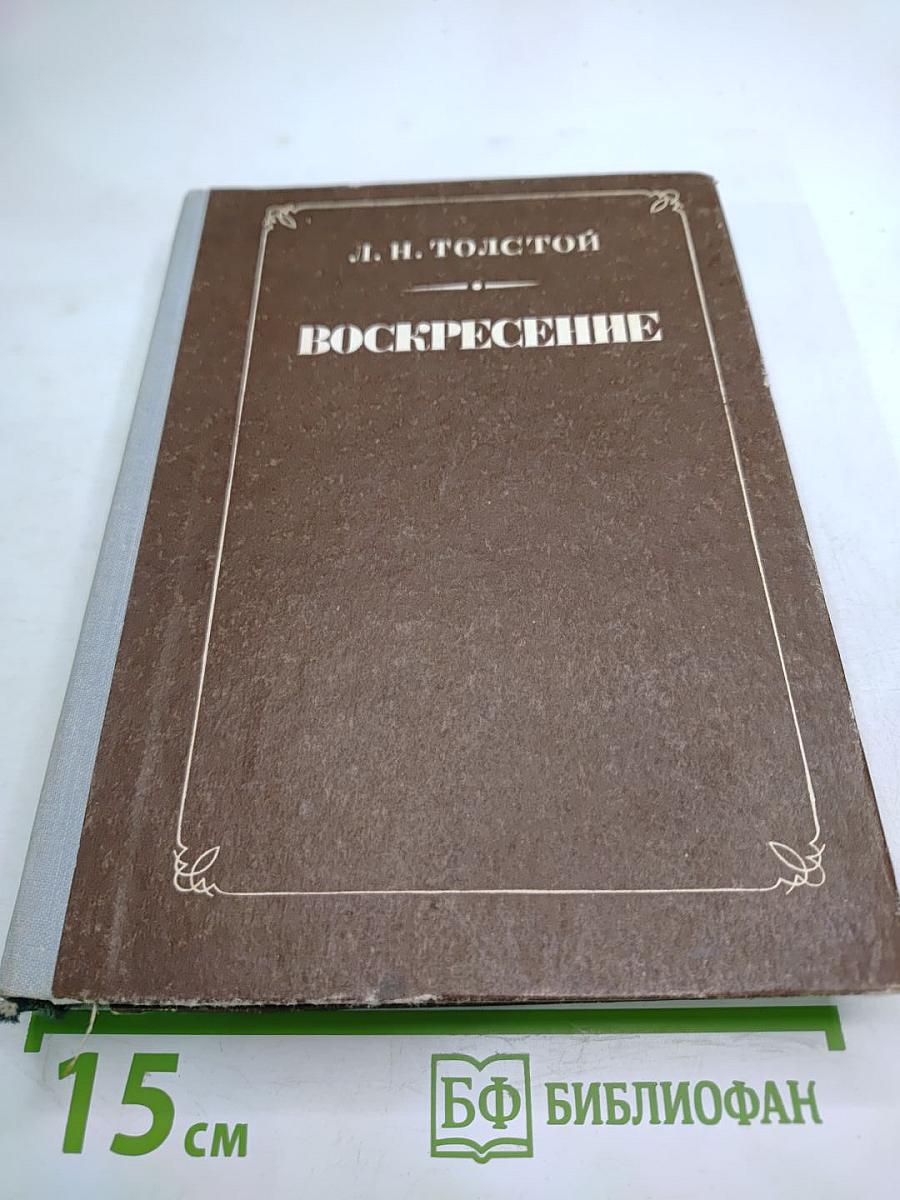 Л. Н. ТОЛСТОЙ
ВОСКРЕСЕНИЕ
15 см
БФ БИБЛИОФАН